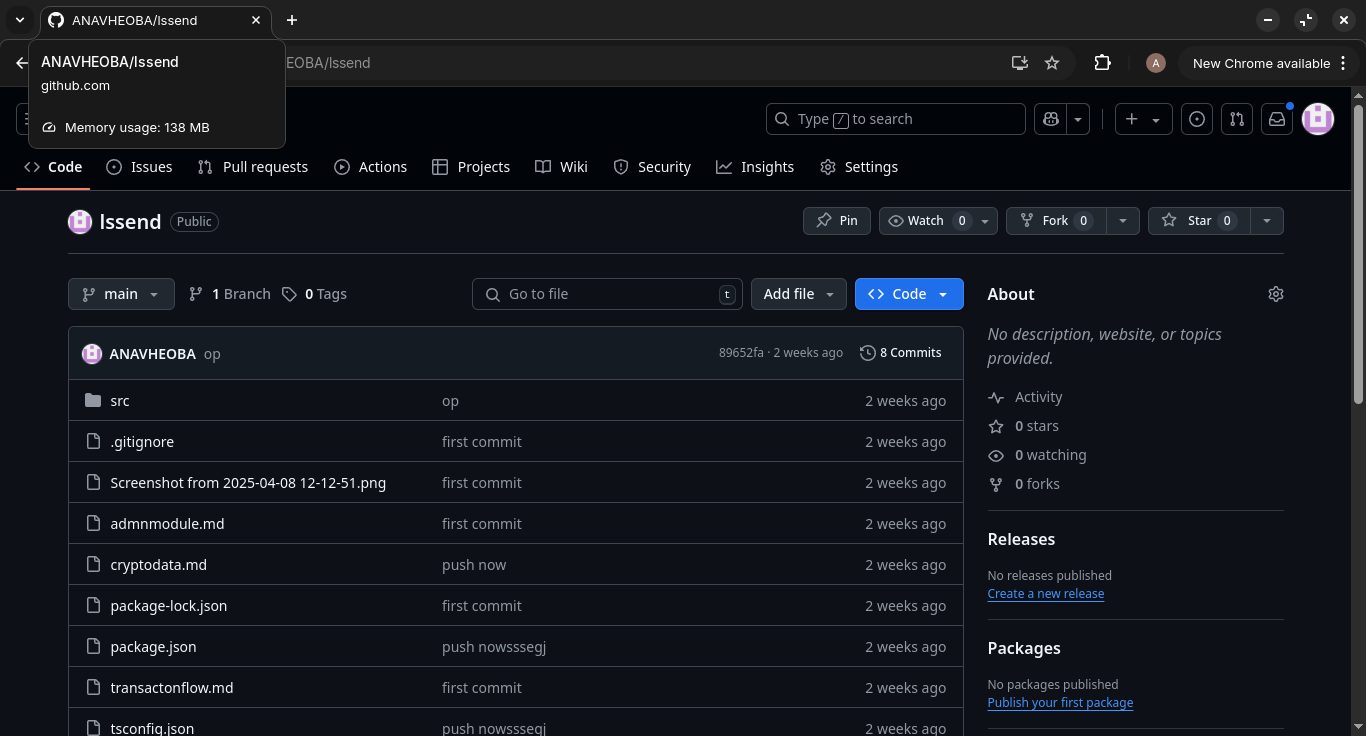 ANAVHEOBA/lssend
ANAVHEOBA/lssend
github.com
Memory usage: 138 MB
EOBA/lssend
New Chrome available
A
Type / to search
Code Issues Pull requests Actions Projects Wiki Security Insights Settings
lssend Public
Pin Watch 0 Fork 0 Star 0
main 1 Branch 0 Tags
Go to file t Add file Code
ANAVHEOBA op 89652fa · 2 weeks ago 8 Commits
src op 2 weeks ago
.gitignore first commit 2 weeks ago
Screenshot from 2025-04-08 12-12-51.png first commit 2 weeks ago
admnmodule.md first commit 2 weeks ago
cryptodata.md push now 2 weeks ago
package-lock.json first commit 2 weeks ago
package.json push nowsssegj 2 weeks ago
transactonflow.md first commit 2 weeks ago
tsconfig.json push nowsssegj 2 weeks ago
About
No description, website, or topics
provided.
Activity
0 stars
0 watching
0 forks
Releases
No releases published
Create a new release
Packages
No packages published
Publish your first package